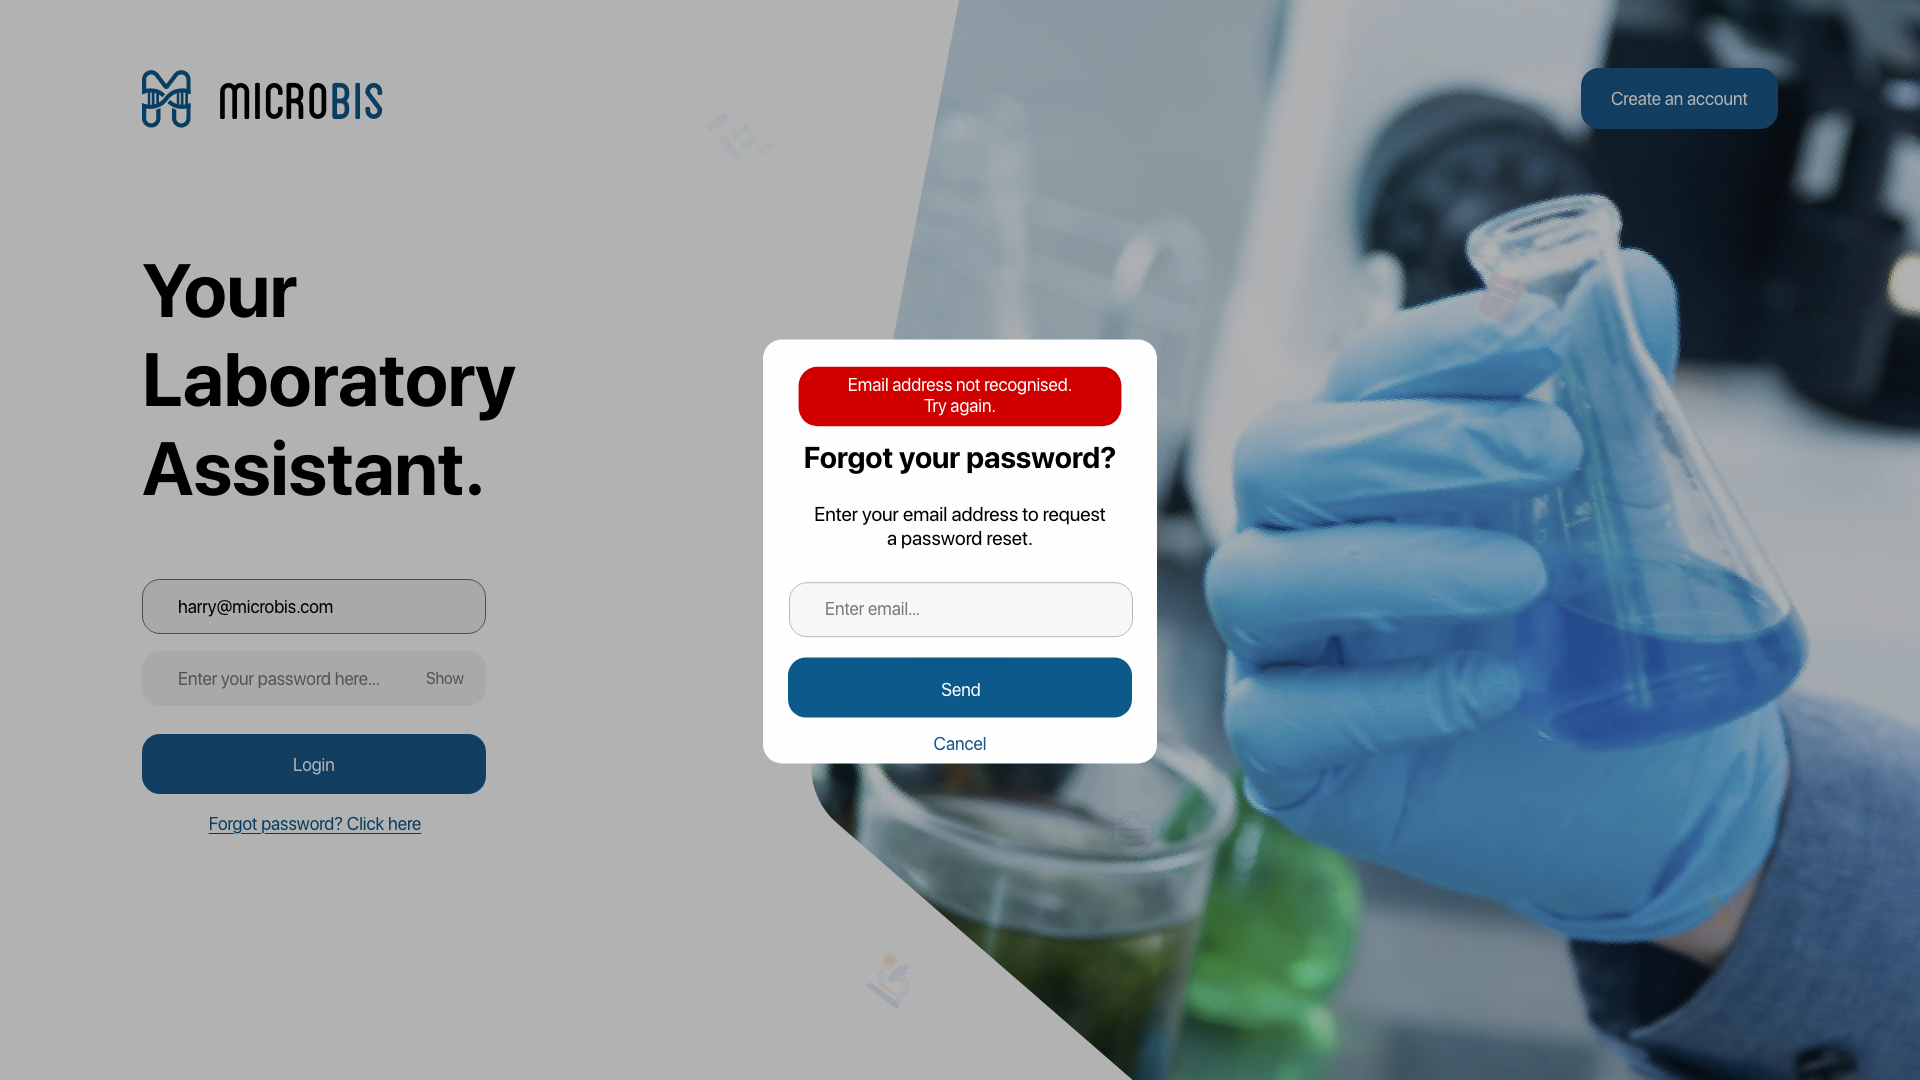 MICROBIS
Create an account
Your
Laboratory
Assistant.
harry@microbis.com
Enter your password here...
Show
Login
Forgot password? Click here
Email address not recognised.
Try again.
Forgot your password?
Enter your email address to request
a password reset.
Enter email...
Send
Cancel